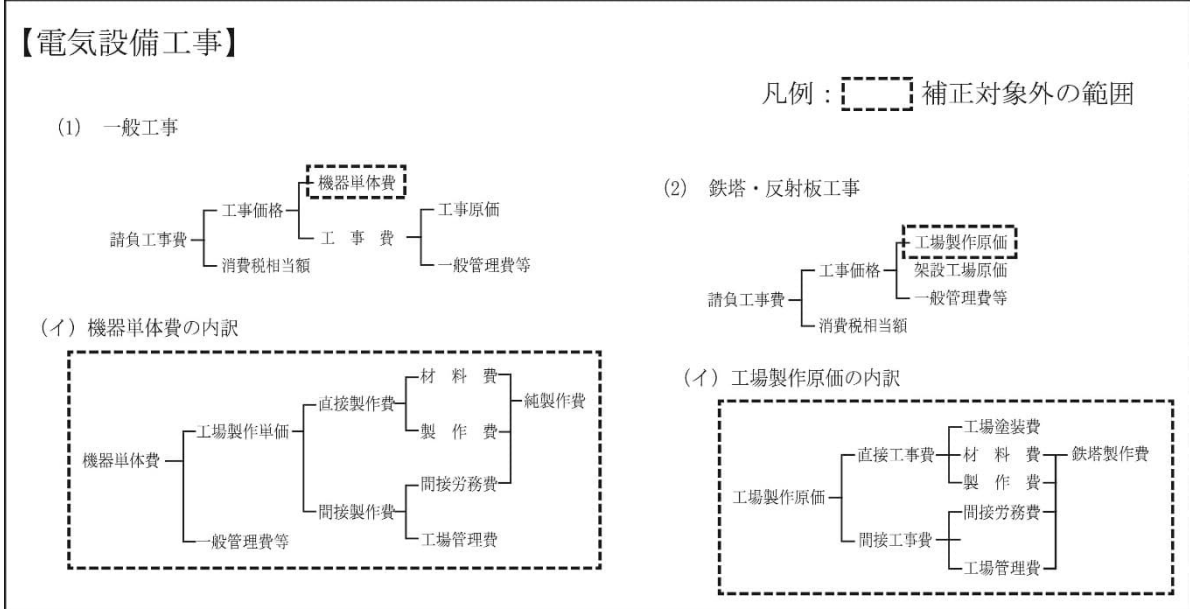 【電気設備工事】
凡例：補正対象外の範囲
(1) 一般工事
機器単体費
工事価格
工事原価
請負工事費
工 事 費
消費税相当額
一般管理費等
(イ) 機器単体費の内訳
材 料 費
直接製作費
純製作費
工場製作単価
製 作 費
機器単体費
間接労務費
間接製作費
一般管理費等
工場管理費
(2) 鉄塔・反射板工事
工場製作原価
工事価格
架設工場原価
請負工事費
一般管理費等
消費税相当額
(イ) 工場製作原価の内訳
工場塗装費
直接工事費
材 料 費
鉄塔製作費
製 作 費
工場製作原価
間接労務費
間接工事費
工場管理費